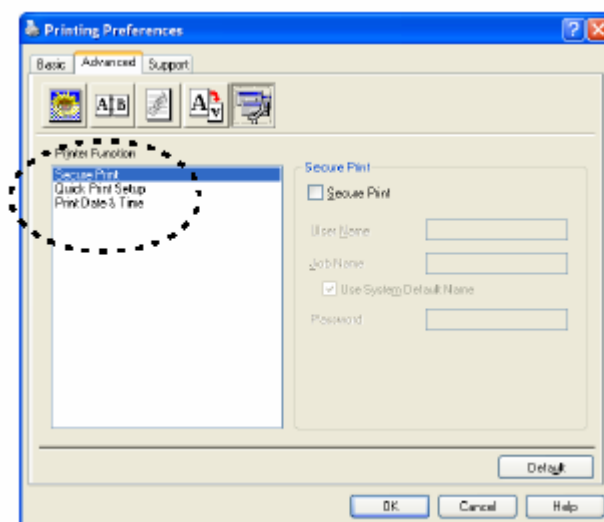 Printing Preferences
Basic Advanced Support
A B A
Printer Function
Secure Print
Quick Print Setup
Print Date & Time
Secure Print
Secure Print
User Name
Job Name
Use System Default Name
Password
Default
OK Cancel Help